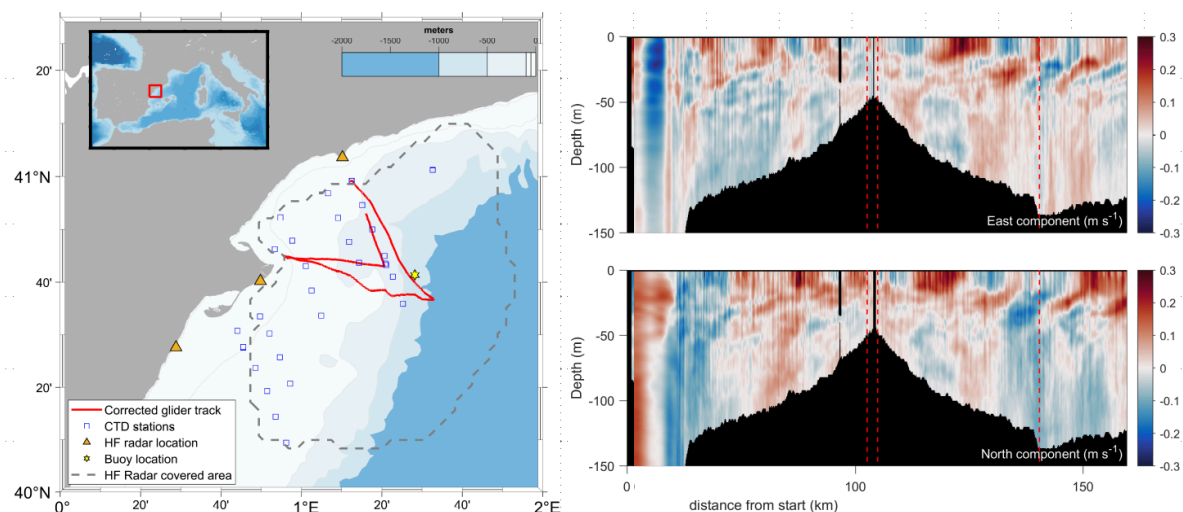 meters
-2000 -1500 -1000 -500 0
20'
41°N
40'
20'
40°N
Corrected glider track
CTD stations
HF radar location
Buoy location
HF Radar covered area
0° 20' 40' 1°E 20' 40' 2°E
0
-50
-100
-150
Depth (m)
East component (m s⁻¹)
0.3
0.2
0.1
0
-0.1
-0.2
-0.3
0
-50
-100
-150
Depth (m)
North component (m s⁻¹)
0.3
0.2
0.1
0
-0.1
-0.2
-0.3
0 100 150
distance from start (km)